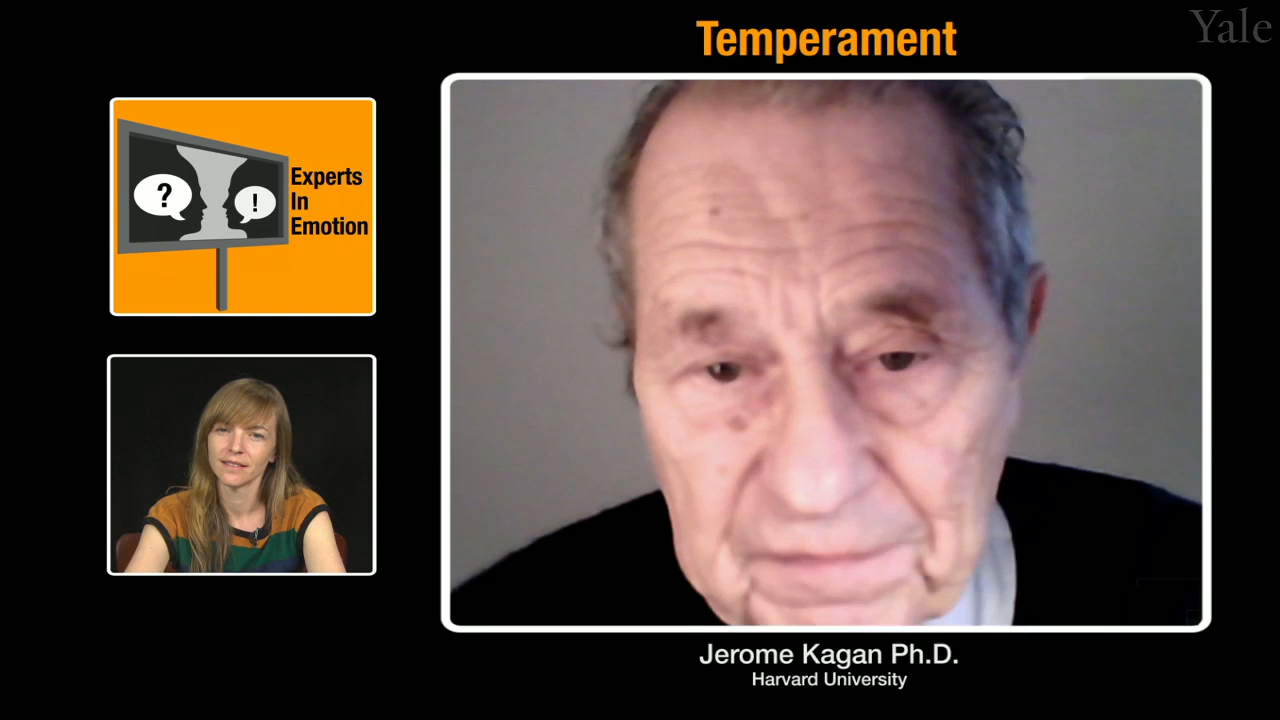 Temperament
Yale
?
!
Experts
In
Emotion
Jerome Kagan Ph.D.
Harvard University